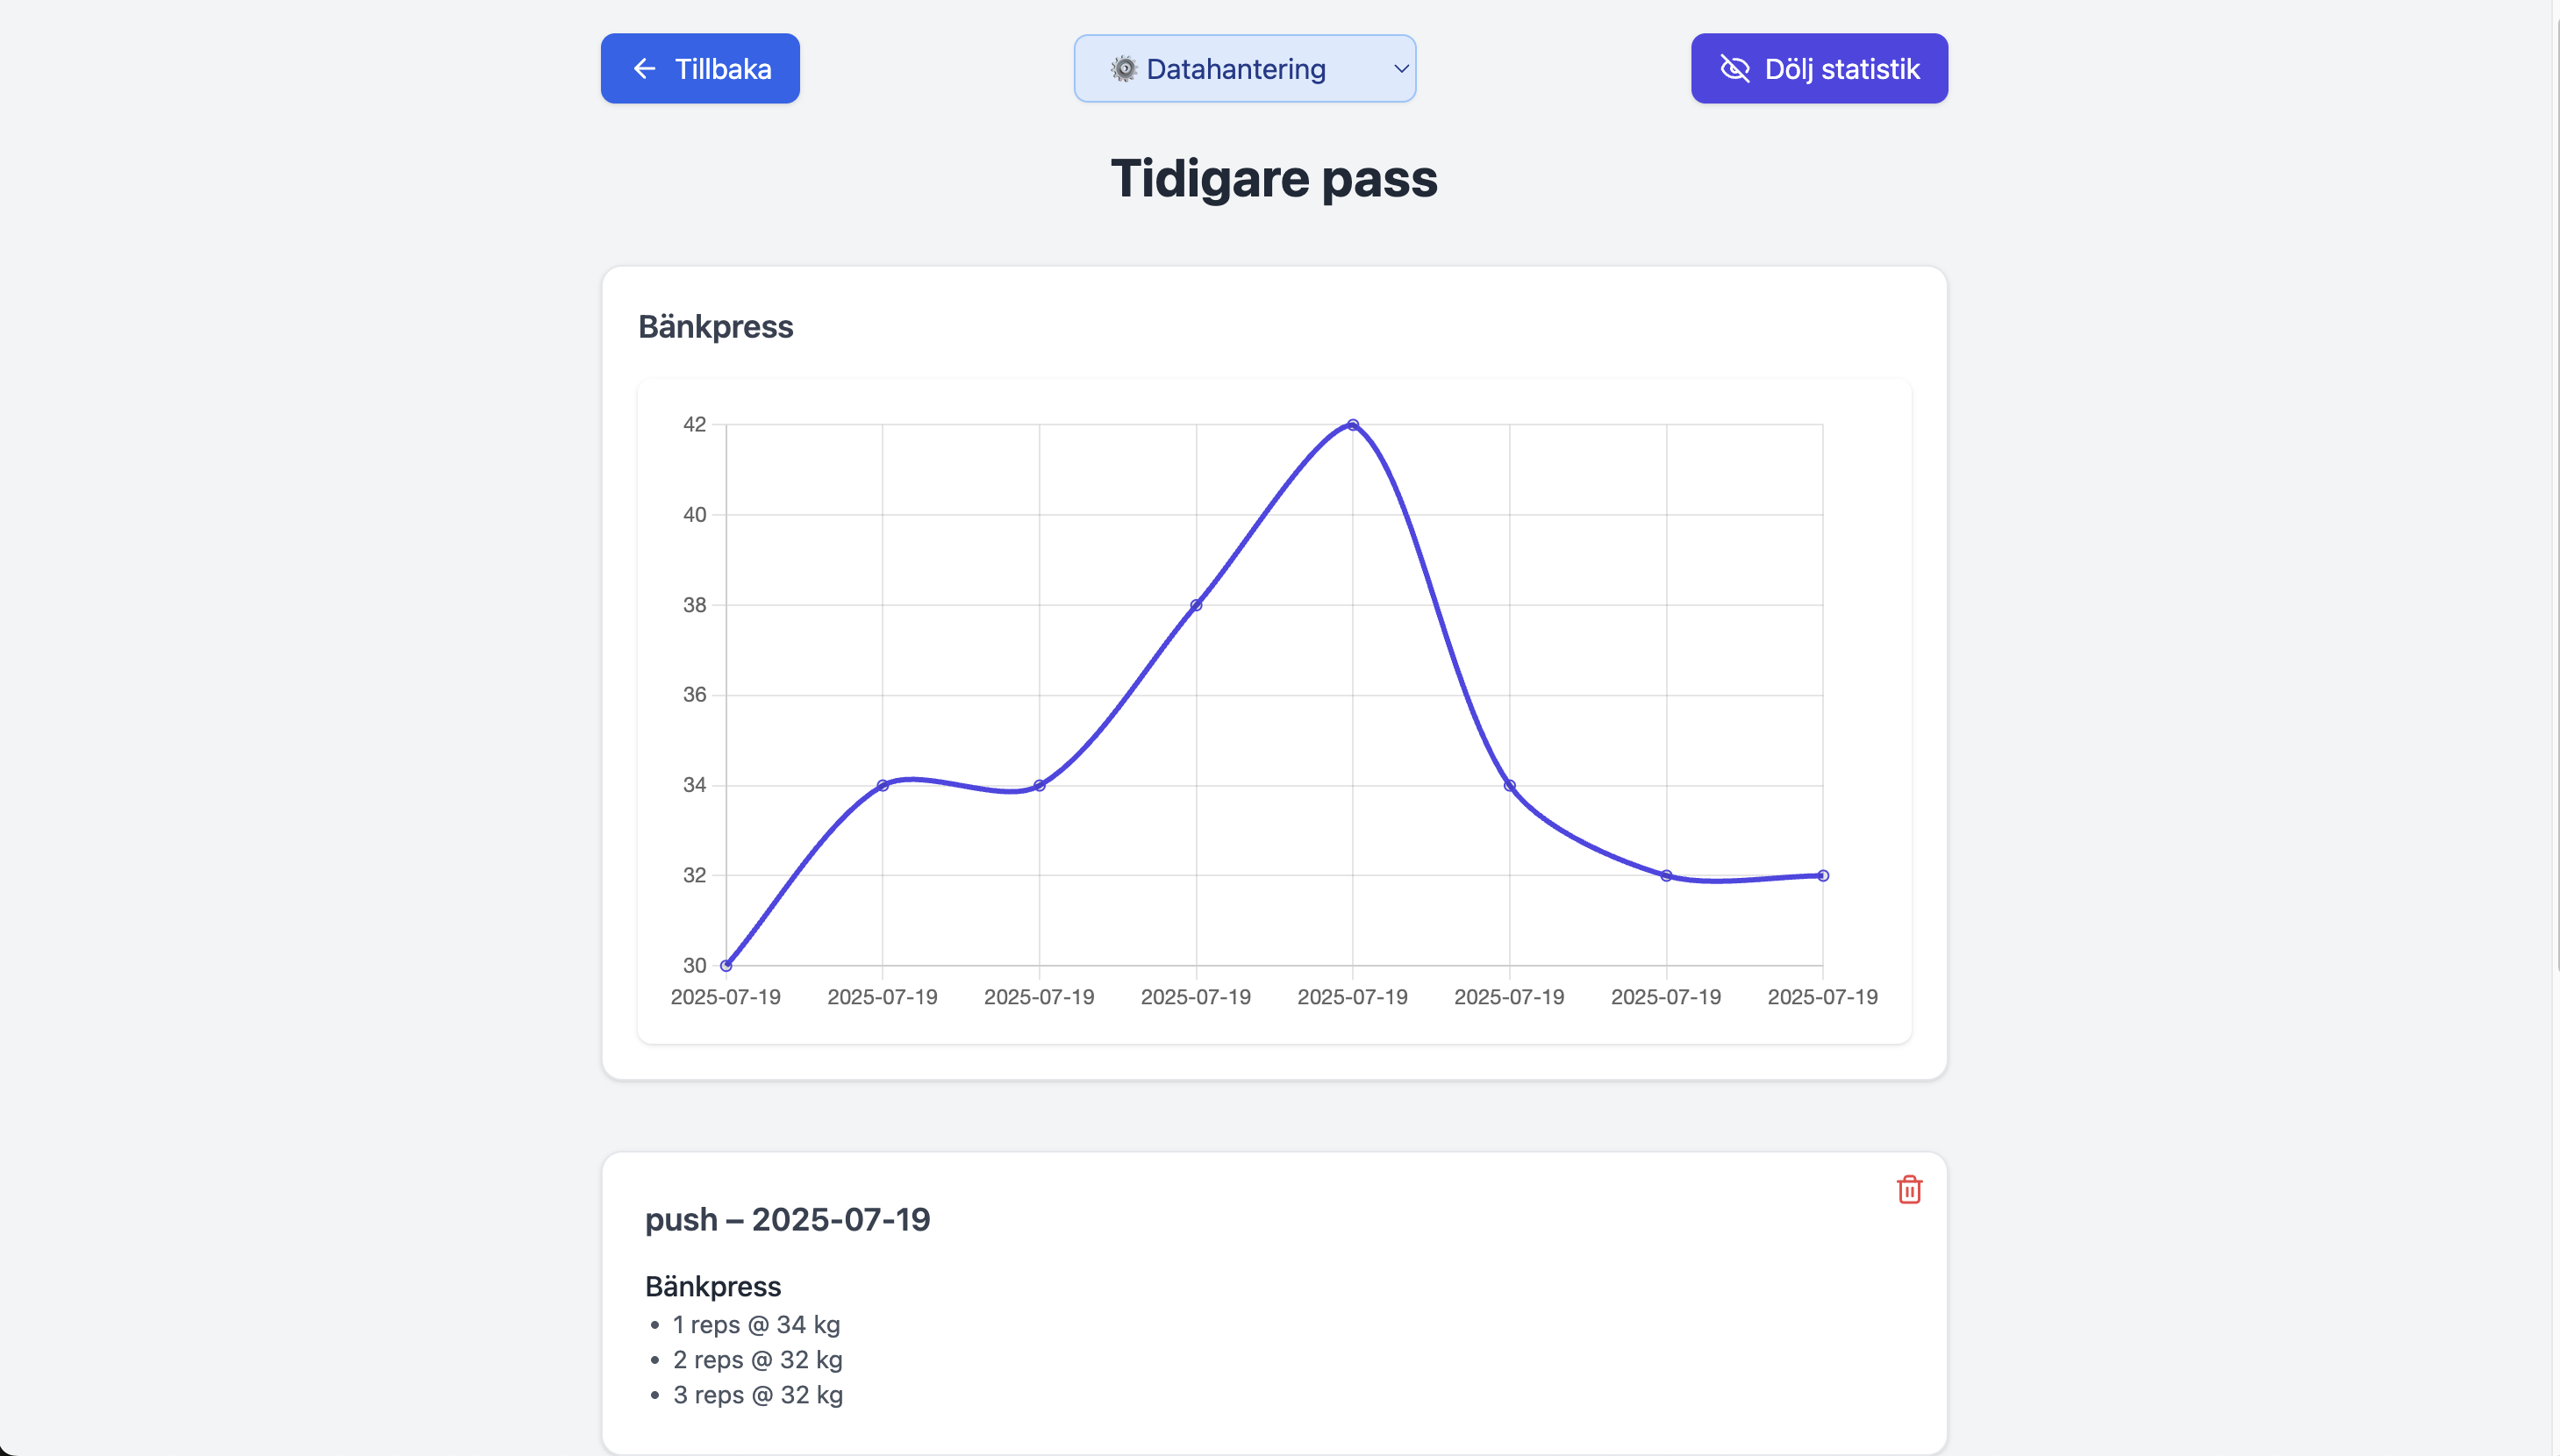 Tillbaka
Datahantering
Dölj statistik
Tidigare pass
Bänkpress
42
40
38
36
34
32
30
2025-07-19 2025-07-19 2025-07-19 2025-07-19 2025-07-19 2025-07-19 2025-07-19 2025-07-19
push – 2025-07-19
Bänkpress
• 1 reps @ 34 kg
• 2 reps @ 32 kg
• 3 reps @ 32 kg